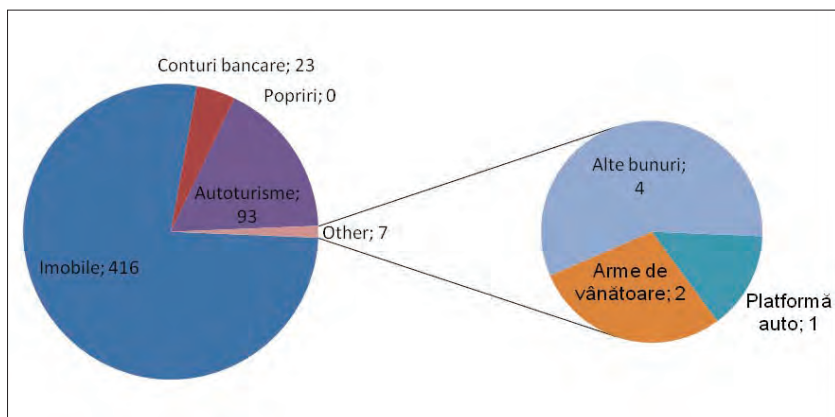 Conturi bancare; 23
Popriri; 0
Autoturisme;
93
Other; 7
Imobile; 416
Alte bunuri;
4
Arme de
vânătoare; 2
Platformă
auto; 1